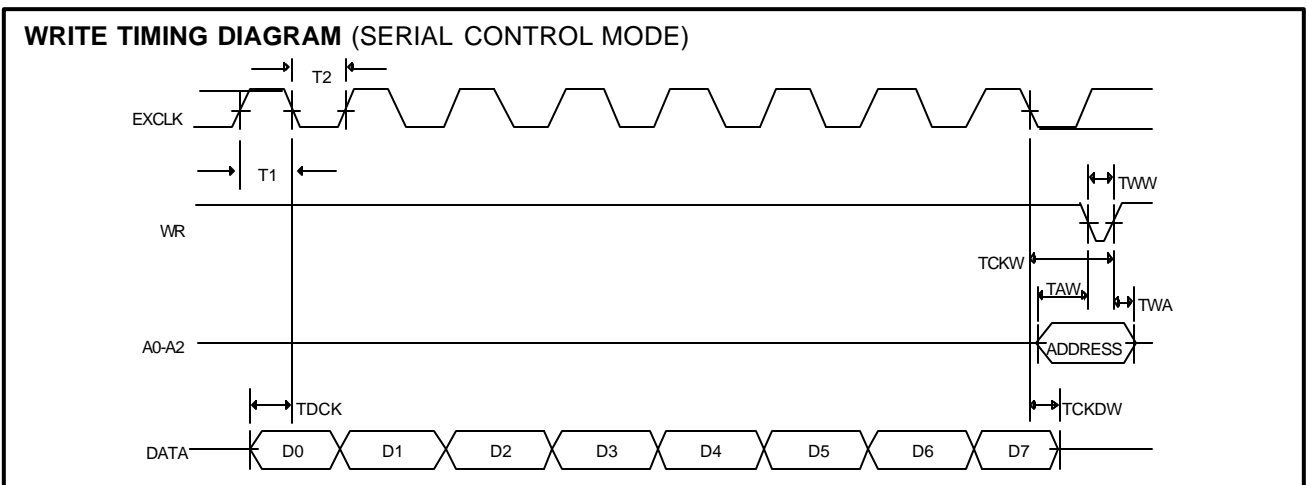 WRITE TIMING DIAGRAM (SERIAL CONTROL MODE)
T2
EXCLK
T1
TWW
WR
TCKW
TAW
TWA
A0-A2
ADDRESS
TDCK
TCKDW
DATA
D0 D1 D2 D3 D4 D5 D6 D7